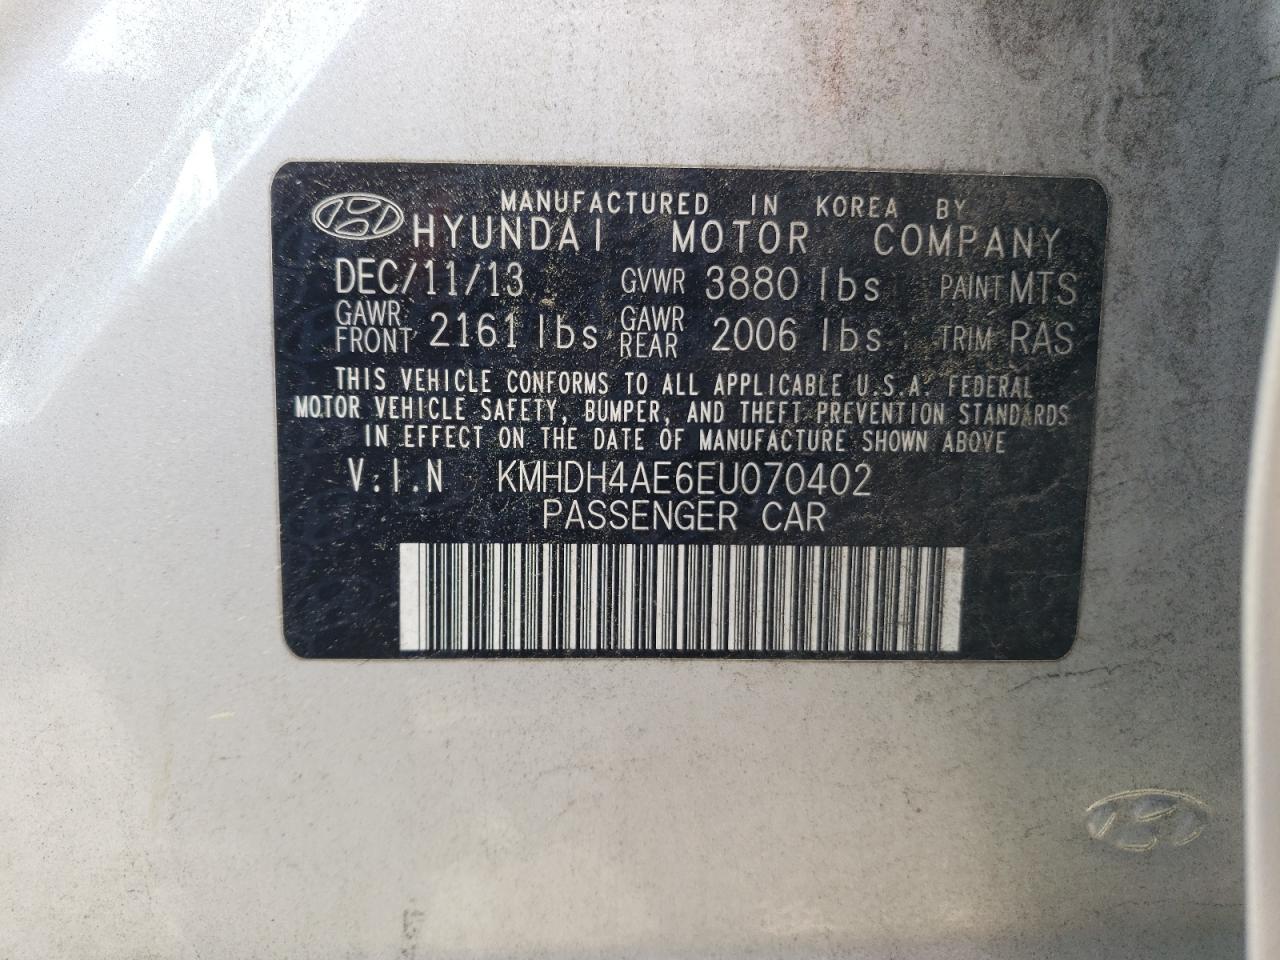 MANUFACTURED IN KOREA BY
HYUNDAI MOTOR COMPANY
DEC/11/13 GVWR 3880 lbs PAINT MTS
GAWR FRONT 2161 lbs GAWR REAR 2006 lbs TRIM RAS
THIS VEHICLE CONFORMS TO ALL APPLICABLE U.S.A. FEDERAL
MOTOR VEHICLE SAFETY, BUMPER, AND THEFT PREVENTION STANDARDS
IN EFFECT ON THE DATE OF MANUFACTURE SHOWN ABOVE
V.I.N KMHDH4AE6EU070402
PASSENGER CAR